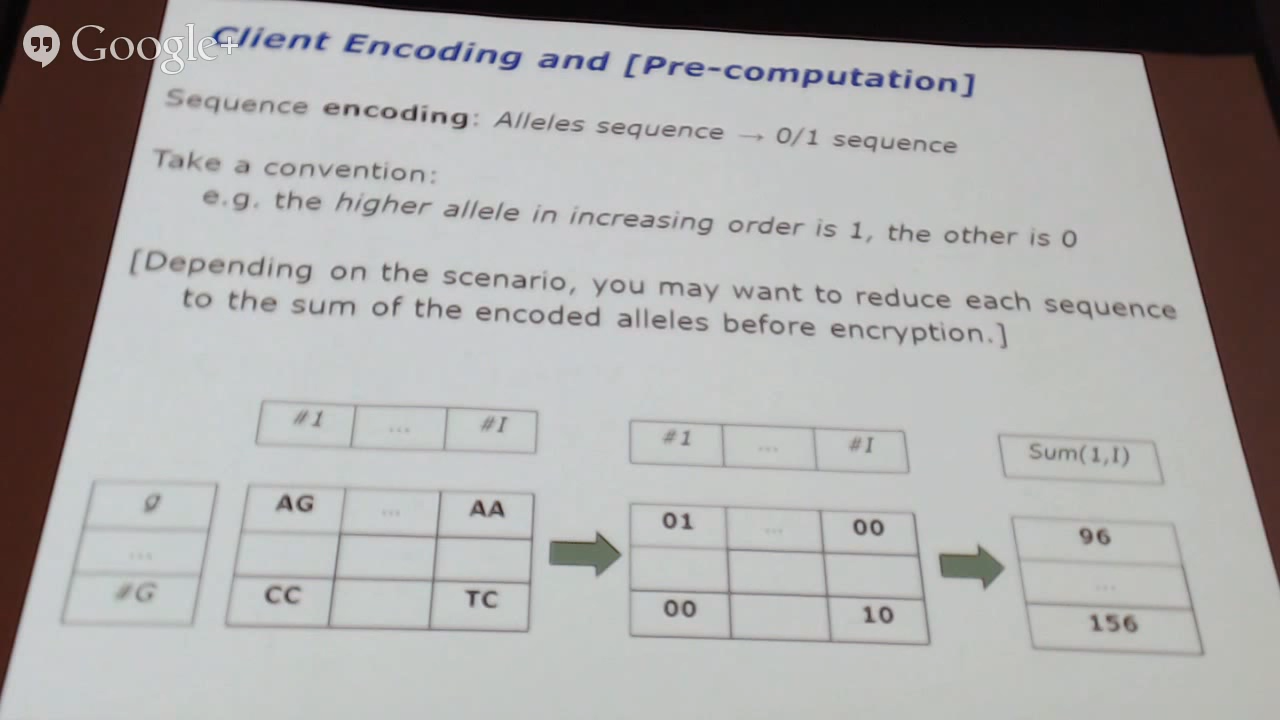 Google+
Client Encoding and [Pre-computation]
Sequence encoding: Alleles sequence → 0/1 sequence
Take a convention:
e.g. the higher allele in increasing order is 1, the other is 0
[Depending on the scenario, you may want to reduce each sequence
to the sum of the encoded alleles before encryption.]
#1 ... #I
#1 ... #I
Sum(1,I)
g
...
#G
AG ... AA
CC TC
01 ... 00
00 10
96
...
156